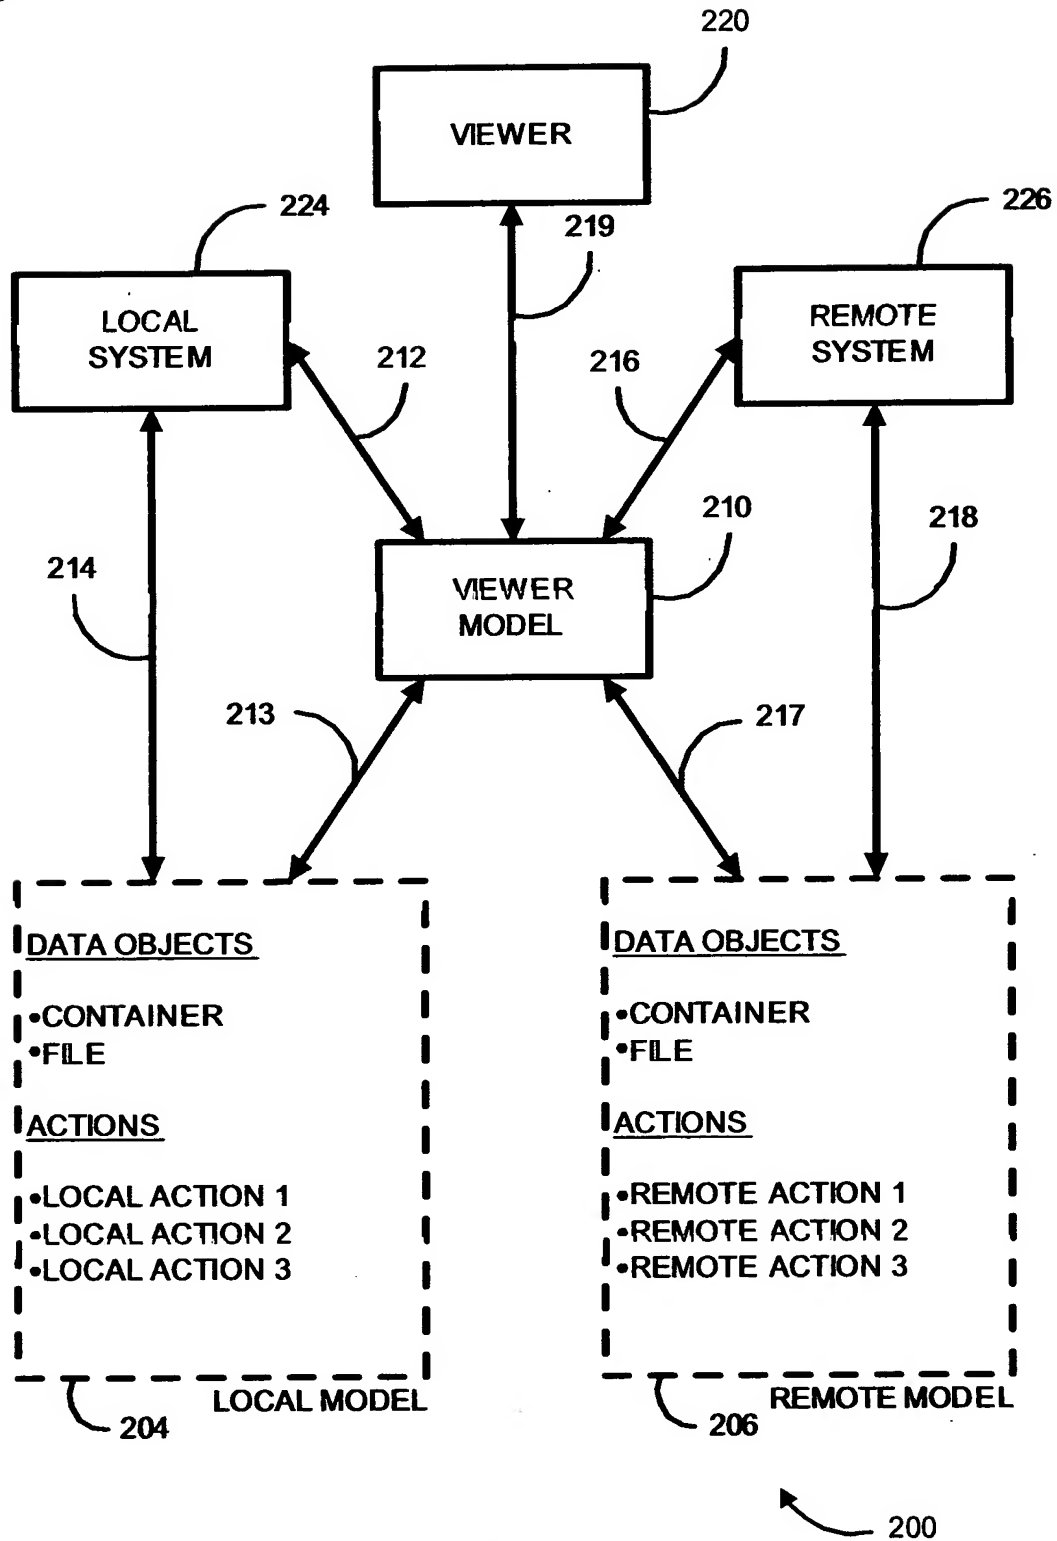 220
VIEWER
224
219
226
LOCAL
SYSTEM
REMOTE
SYSTEM
212
216
210
218
214
VIEWER
MODEL
213
217
DATA OBJECTS
•CONTAINER
•FILE
ACTIONS
•LOCAL ACTION 1
•LOCAL ACTION 2
•LOCAL ACTION 3
LOCAL MODEL
204
DATA OBJECTS
•CONTAINER
•FILE
ACTIONS
•REMOTE ACTION 1
•REMOTE ACTION 2
•REMOTE ACTION 3
REMOTE MODEL
206
200